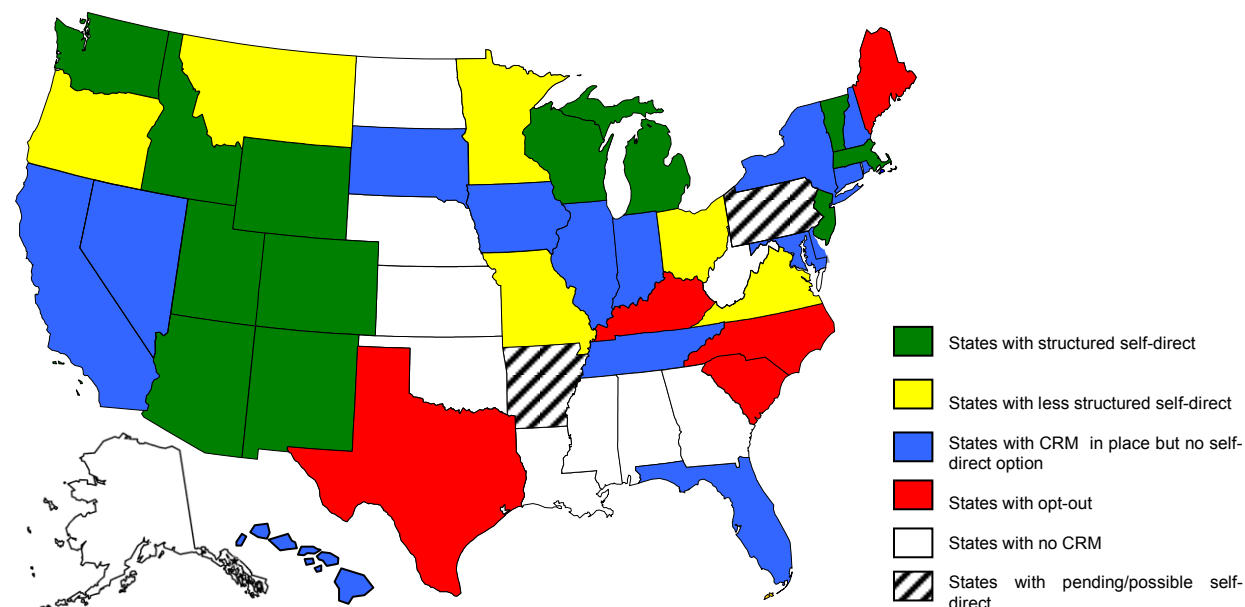 States with structured self-direct
States with less structured self-direct
States with CRM in place but no self-
direct option
States with opt-out
States with no CRM
States with pending/possible self-
direct